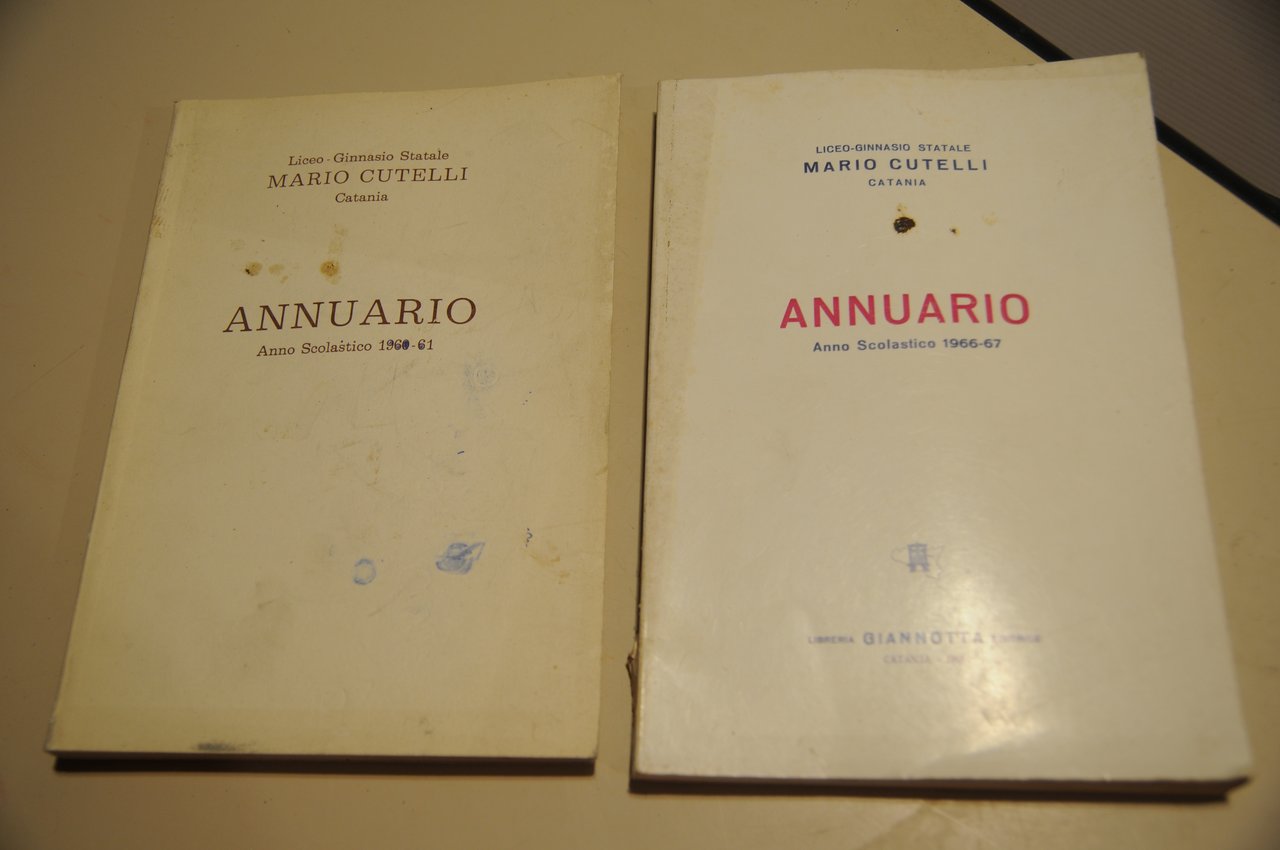 Liceo - Ginnasio Statale
MARIO CUTELLI
Catania
ANNUARIO
Anno Scolastico 1960-61
LICEO-GINNASIO STATALE
MARIO CUTELLI
CATANIA
ANNUARIO
Anno Scolastico 1966-67
LIBRERIA GIANNOTTA EDITRICE
CATANIA